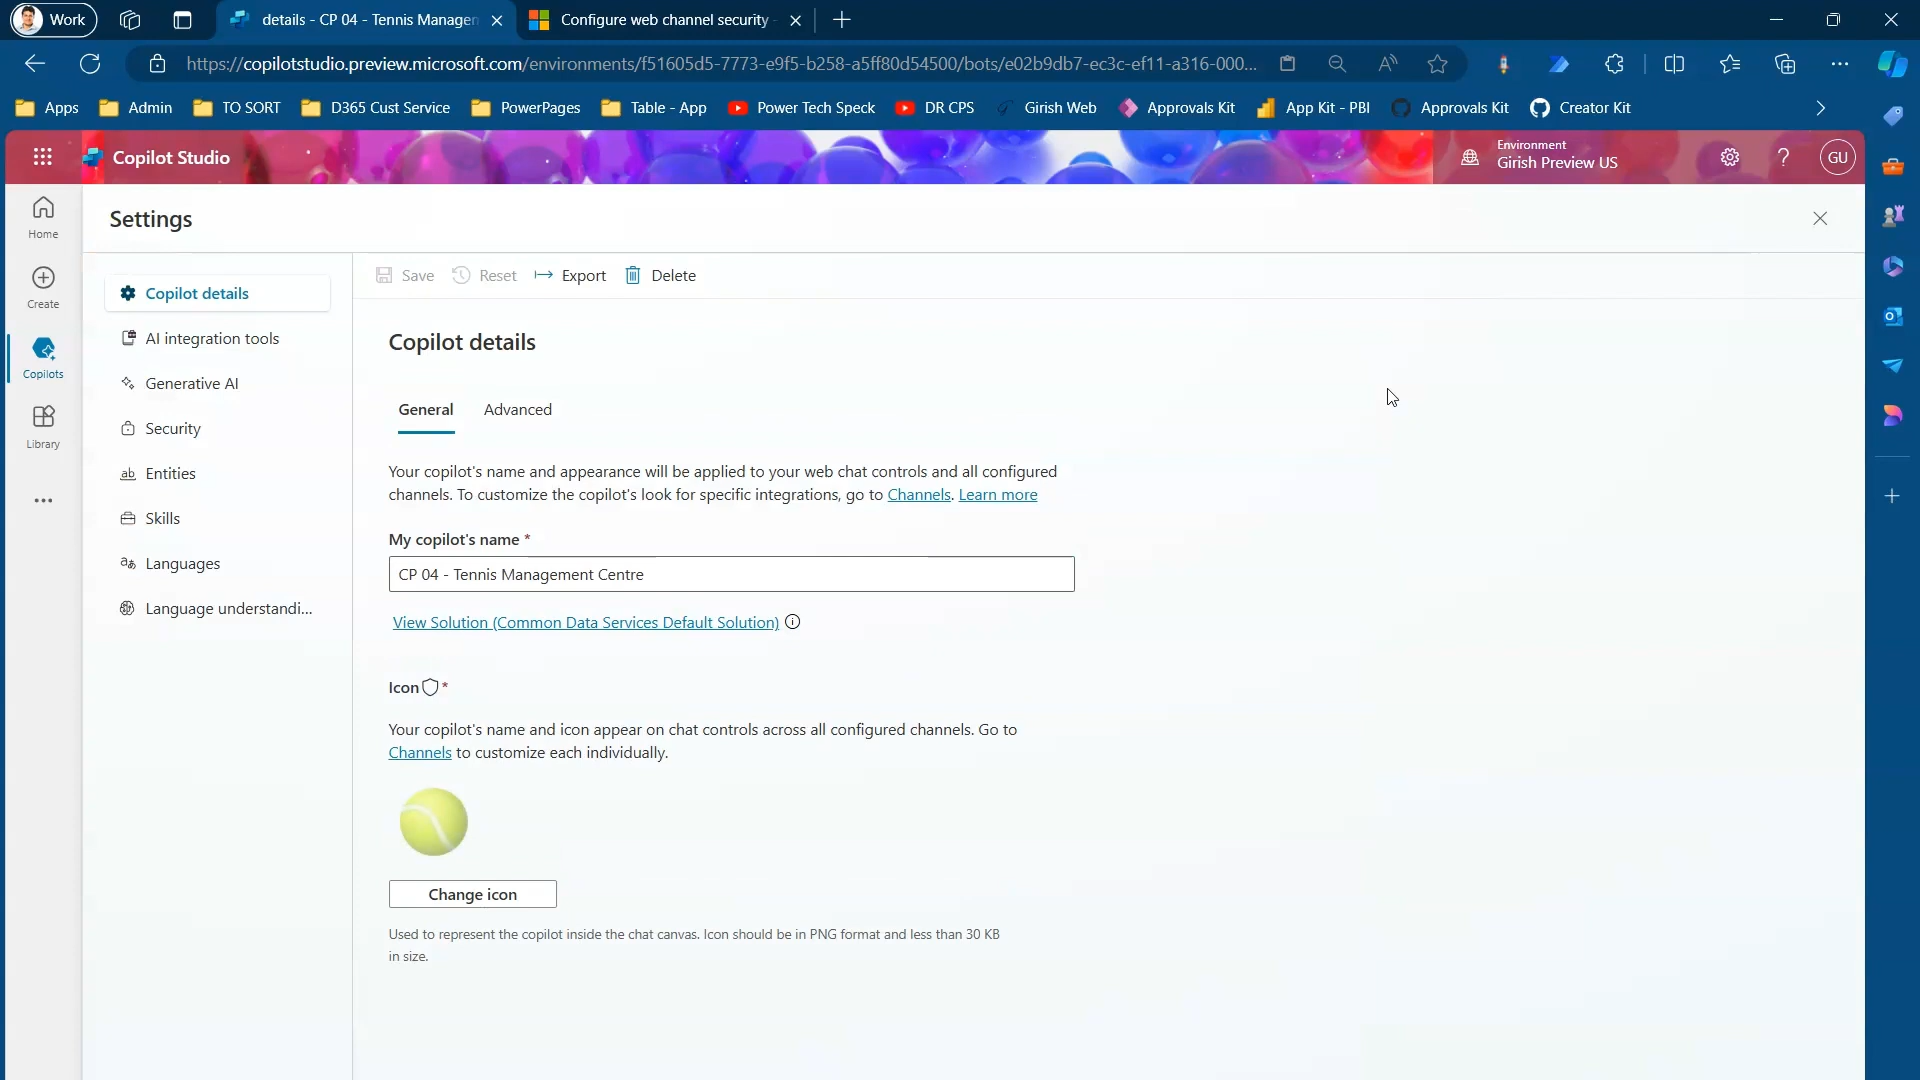 Work
details - CP 04 - Tennis Managem
Configure web channel security -
https://copilotstudio.preview.microsoft.com/environments/f51605d5-7773-e9f5-b258-a5ff80d54500/bots/e02b9db7-ec3c-ef11-a316-000...
Apps
Admin
TO SORT
D365 Cust Service
PowerPages
Table - App
Power Tech Speck
DR CPS
Girish Web
Approvals Kit
App Kit - PBI
Approvals Kit
Creator Kit
Copilot Studio
Environment
Girish Preview US
?
GU
Home
Create
Copilots
Library
Settings
Copilot details
AI integration tools
Generative AI
Security
Entities
Skills
Languages
Language understandi...
Save
Reset
Export
Delete
Copilot details
General
Advanced
Your copilot's name and appearance will be applied to your web chat controls and all configured
channels. To customize the copilot's look for specific integrations, go to Channels. Learn more
My copilot's name *
CP 04 - Tennis Management Centre
View Solution (Common Data Services Default Solution)
Icon *
Your copilot's name and icon appear on chat controls across all configured channels. Go to
Channels to customize each individually.
Change icon
Used to represent the copilot inside the chat canvas. Icon should be in PNG format and less than 30 KB
in size.